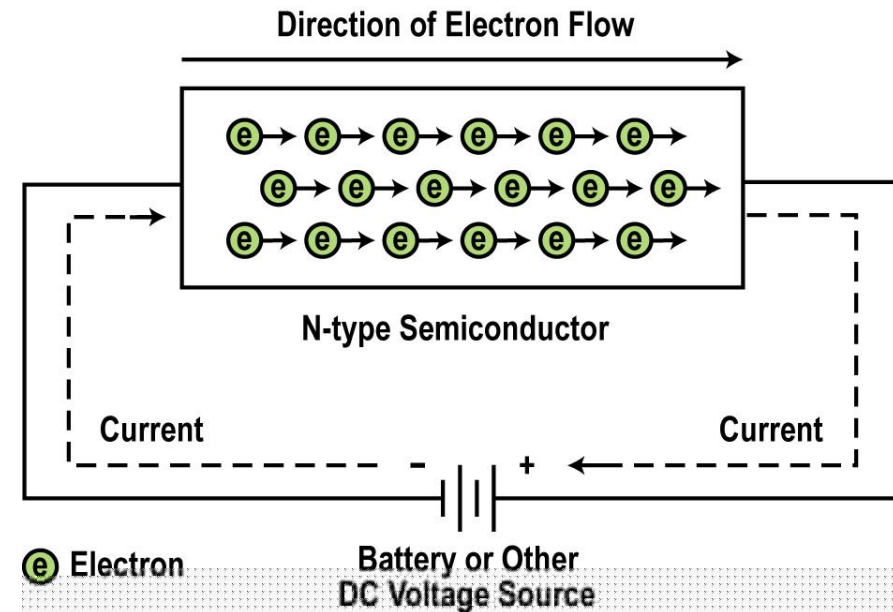 Direction of Electron Flow
e e e e e e
e e e e e e
e e e e e e
N-type Semiconductor
Current
Current
- +
e Electron
Battery or Other
DC Voltage Source